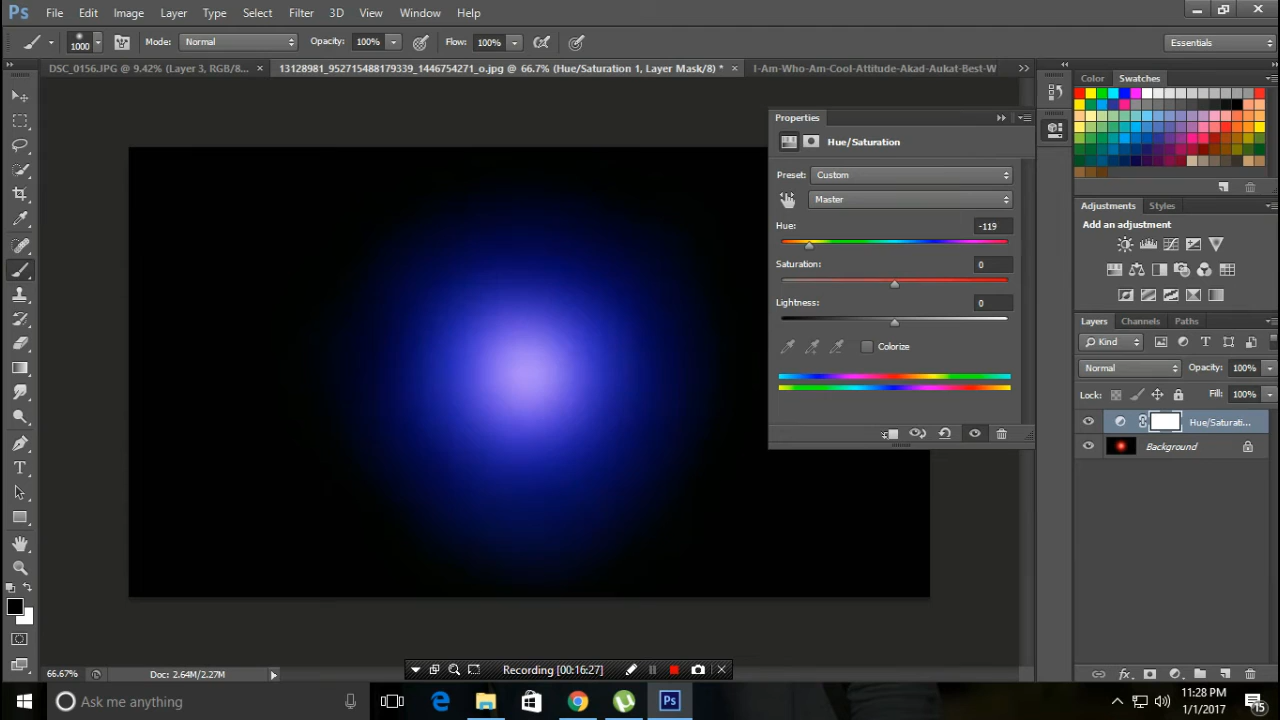 Ps File Edit Image Layer Type Select Filter 3D View Window Help
1000 Mode: Normal Opacity: 100% Flow: 100% Essentials
DSC_0156.JPG @ 9.42% (Layer 3, RGB/8... × 13128981_952715488179339_1446754271_o.jpg @ 66.7% (Hue/Saturation 1, Layer Mask/8) * × I-Am-Who-Am-Cool-Attitude-Akad-Aukat-Best-W
Color Swatches
Properties
Hue/Saturation
Preset: Custom
Master
Hue: -119
Saturation: 0
Lightness: 0
Colorize
Adjustments Styles
Add an adjustment
Layers Channels Paths
Kind
Normal Opacity: 100%
Lock: Fill: 100%
Hue/Saturati...
Background
66.67% Doc: 2.64M/2.27M
Recording [00:16:27]
Ask me anything
Ps
11:28 PM
1/1/2017
15